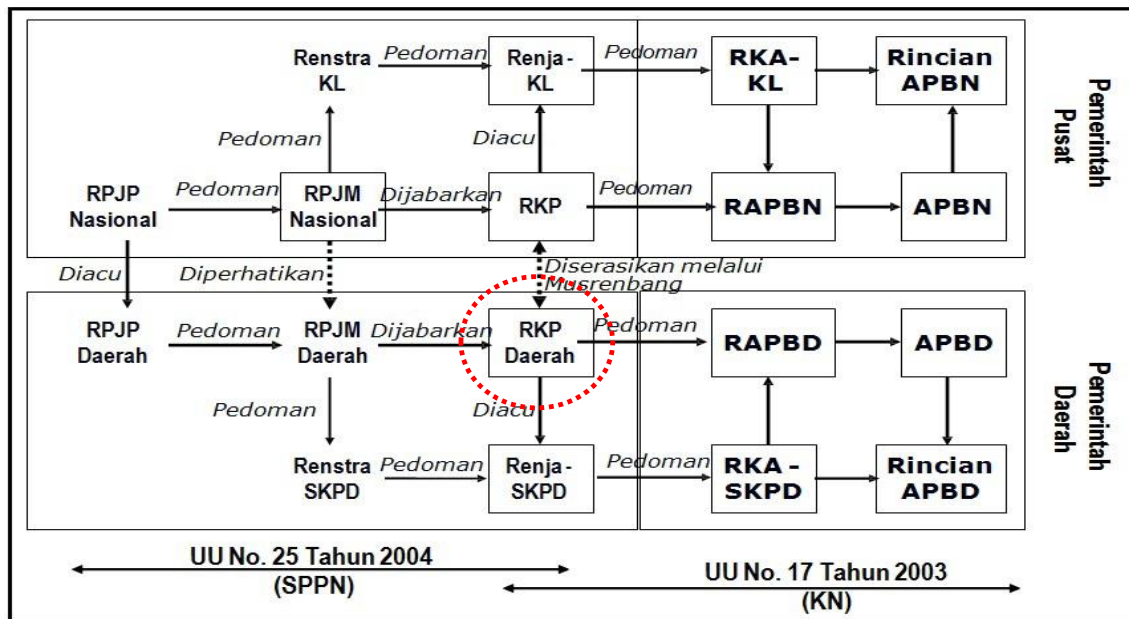 Renstra
KL
Pedoman
Renja -
KL
Pedoman
RKA-
KL
Rincian
APBN
Pemerintah
Pusat
Pedoman
Diacu
RPJP
Nasional
Pedoman
RPJM
Nasional
Dijabarkan
RKP
Pedoman
RAPBN
APBN
Diacu
Diperhatikan
Diserasikan melalui
Musrenbang
RPJP
Daerah
Pedoman
RPJM
Daerah
Dijabarkan
RKP
Daerah
Pedoman
RAPBD
APBD
Pemerintah
Daerah
Pedoman
Diacu
Renstra
SKPD
Pedoman
Renja-
SKPD
Pedoman
RKA -
SKPD
Rincian
APBD
UU No. 25 Tahun 2004
(SPPN)
UU No. 17 Tahun 2003
(KN)